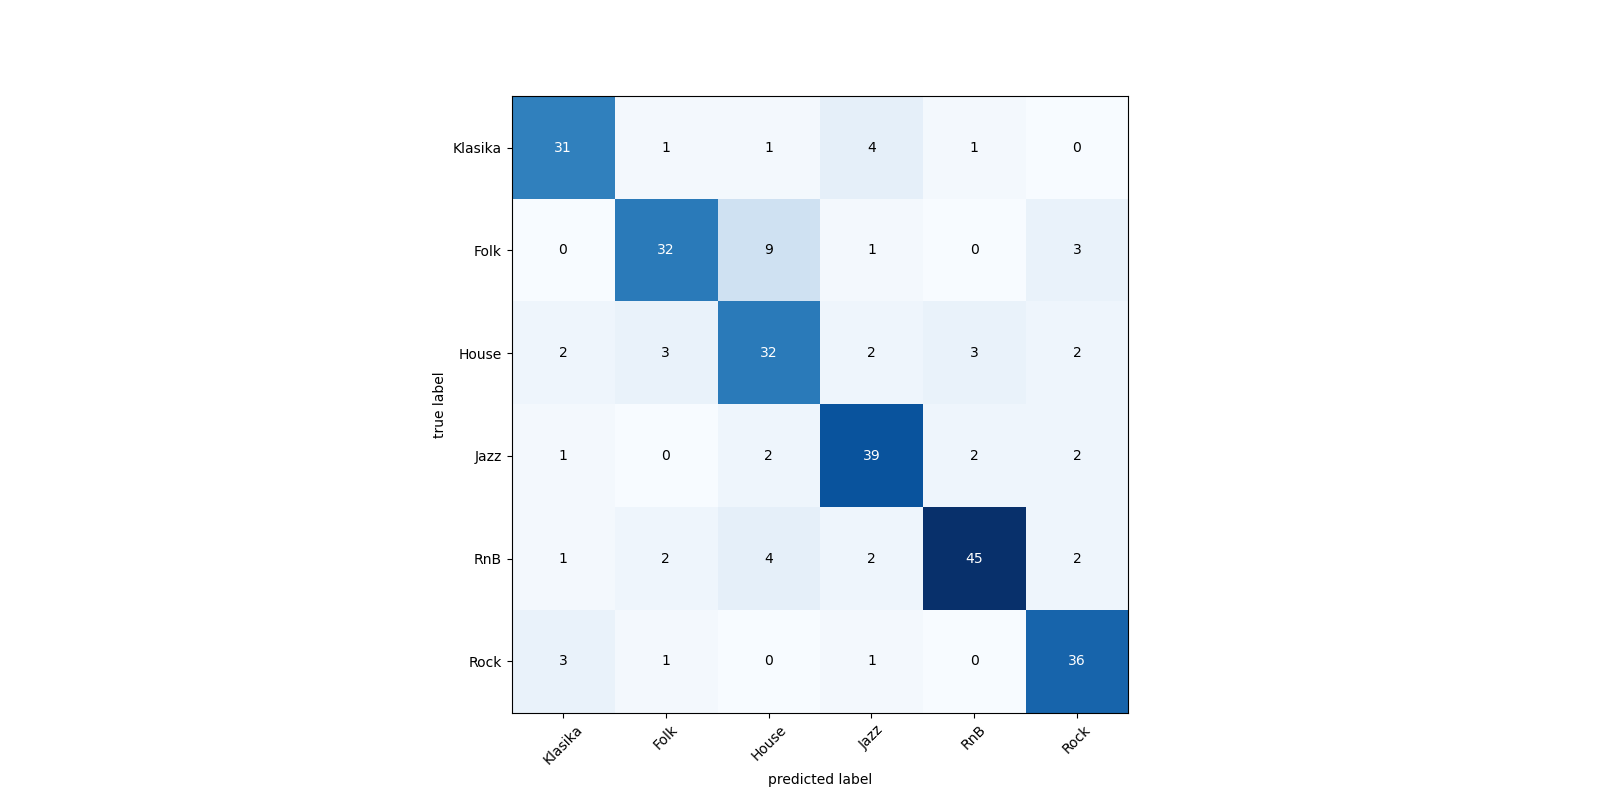 Klasika 31 1 1 4 1 0
Folk 0 32 9 1 0 3
House 2 3 32 2 3 2
true label
Jazz 1 0 2 39 2 2
RnB 1 2 4 2 45 2
Rock 3 1 0 1 0 36
Klasika Folk House Jazz RnB Rock
predicted label